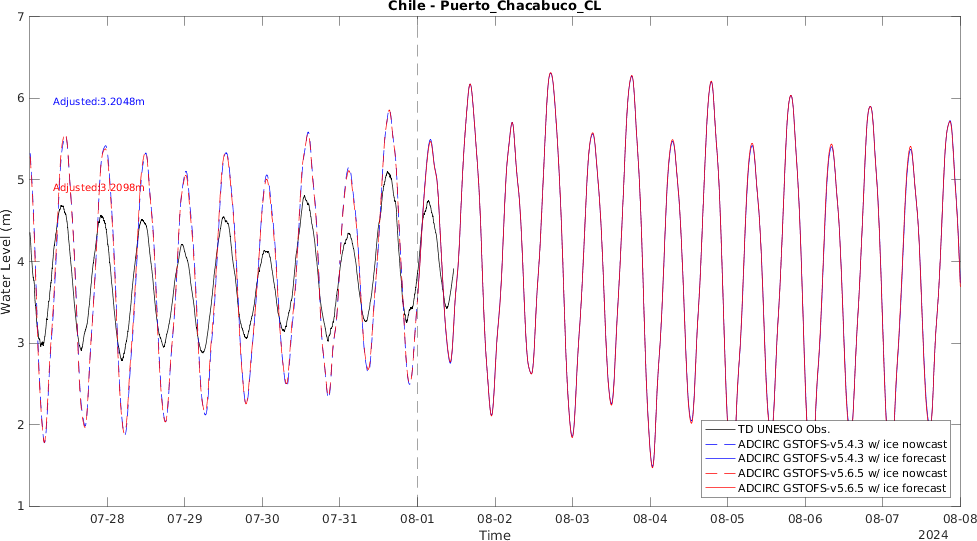 Chile - Puerto_Chacabuco_CL
7
6
5
4
3
2
1
Water Level (m)
Adjusted:3.2048m
Adjusted:3.2098m
TD UNESCO Obs.
ADCIRC GSTOFS-v5.4.3 w/ ice nowcast
ADCIRC GSTOFS-v5.4.3 w/ ice forecast
ADCIRC GSTOFS-v5.6.5 w/ ice nowcast
ADCIRC GSTOFS-v5.6.5 w/ ice forecast
07-28 07-29 07-30 07-31 08-01 08-02 08-03 08-04 08-05 08-06 08-07 08-08
Time
2024